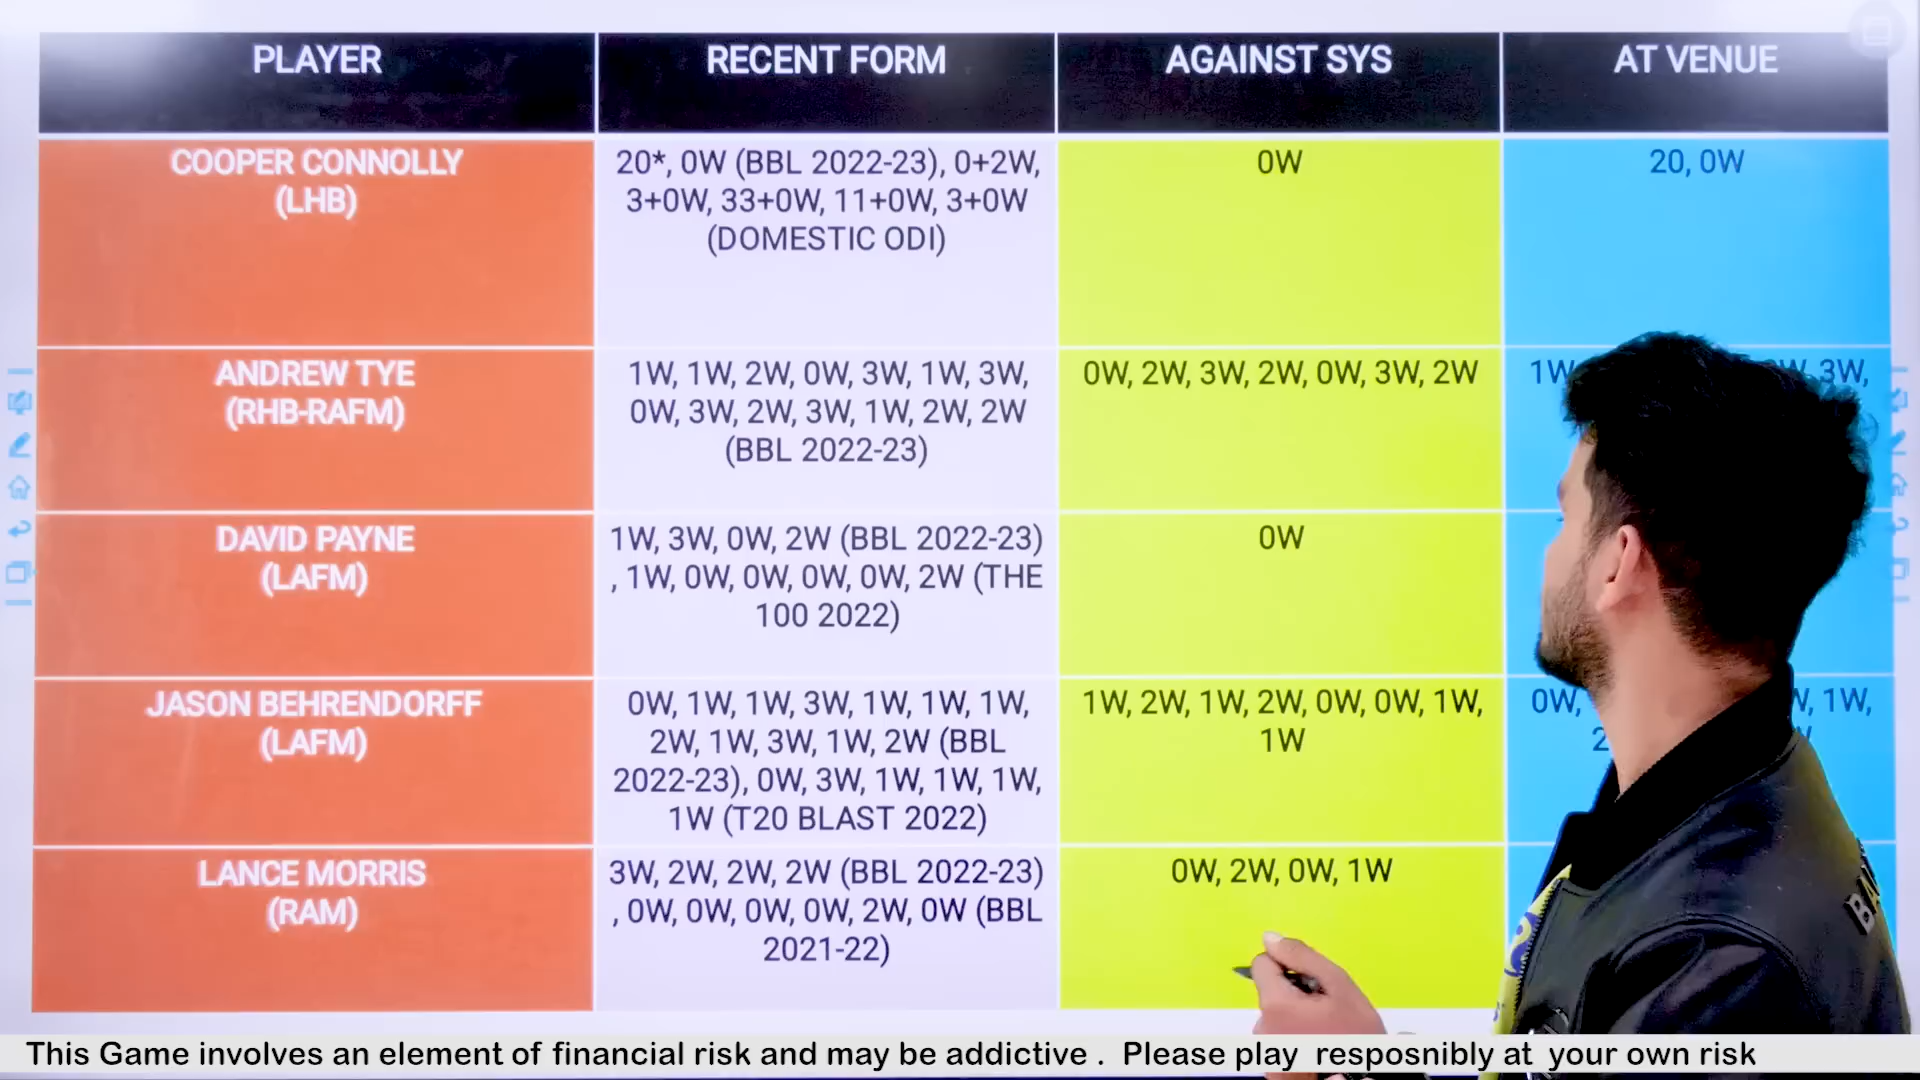 PLAYER
RECENT FORM
AGAINST SYS
AT VENUE
COOPER CONNOLLY
(LHB)
20*, 0W (BBL 2022-23), 0+2W,
3+0W, 33+0W, 11+0W, 3+0W
(DOMESTIC ODI)
0W
20, 0W
ANDREW TYE
(RHB-RAFM)
1W, 1W, 2W, 0W, 3W, 1W, 3W,
0W, 3W, 2W, 3W, 1W, 2W, 2W
(BBL 2022-23)
0W, 2W, 3W, 2W, 0W, 3W, 2W
1W
3W,
DAVID PAYNE
(LAFM)
1W, 3W, 0W, 2W (BBL 2022-23)
, 1W, 0W, 0W, 0W, 0W, 2W (THE
100 2022)
0W
JASON BEHRENDORFF
(LAFM)
0W, 1W, 1W, 3W, 1W, 1W, 1W,
2W, 1W, 3W, 1W, 2W (BBL
2022-23), 0W, 3W, 1W, 1W, 1W,
1W (T20 BLAST 2022)
1W, 2W, 1W, 2W, 0W, 0W, 1W,
1W
0W,
1W,
LANCE MORRIS
(RAM)
3W, 2W, 2W, 2W (BBL 2022-23)
, 0W, 0W, 0W, 0W, 2W, 0W (BBL
2021-22)
0W, 2W, 0W, 1W
This Game involves an element of financial risk and may be addictive . Please play resposnibly at your own risk